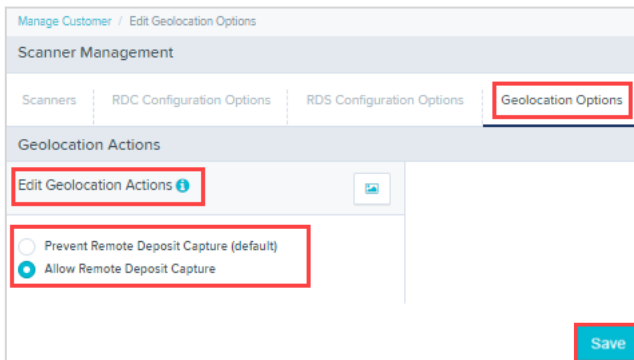 Manage Customer / Edit Geolocation Options
Scanner Management
Scanners RDC Configuration Options RDS Configuration Options Geolocation Options
Geolocation Actions
Edit Geolocation Actions
Prevent Remote Deposit Capture (default)
Allow Remote Deposit Capture
Save